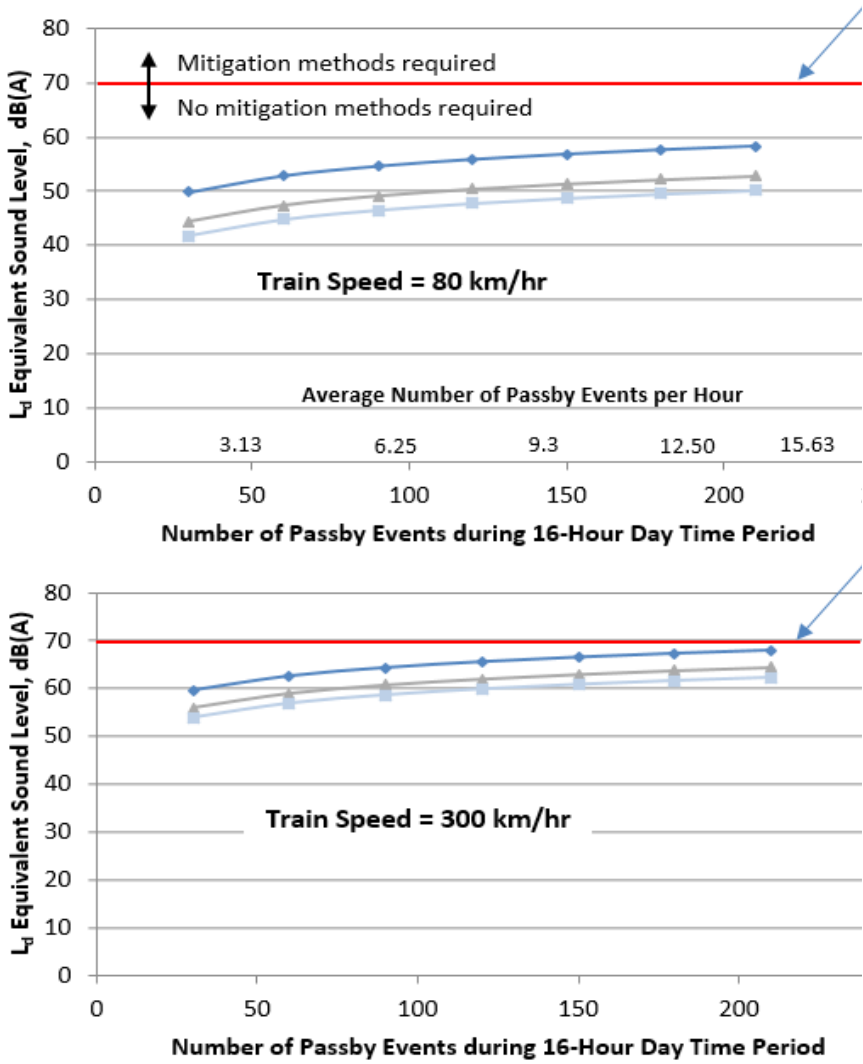 80
Mitigation methods required
70
No mitigation methods required
60
50
40
30
20
10
0
L_d Equivalent Sound Level, dB(A)
Train Speed = 80 km/hr
Average Number of Passby Events per Hour
3.13 6.25 9.3 12.50 15.63
0 50 100 150 200
Number of Passby Events during 16-Hour Day Time Period
80
70
60
50
40
30
20
10
0
L_d Equivalent Sound Level, dB(A)
Train Speed = 300 km/hr
0 50 100 150 200
Number of Passby Events during 16-Hour Day Time Period